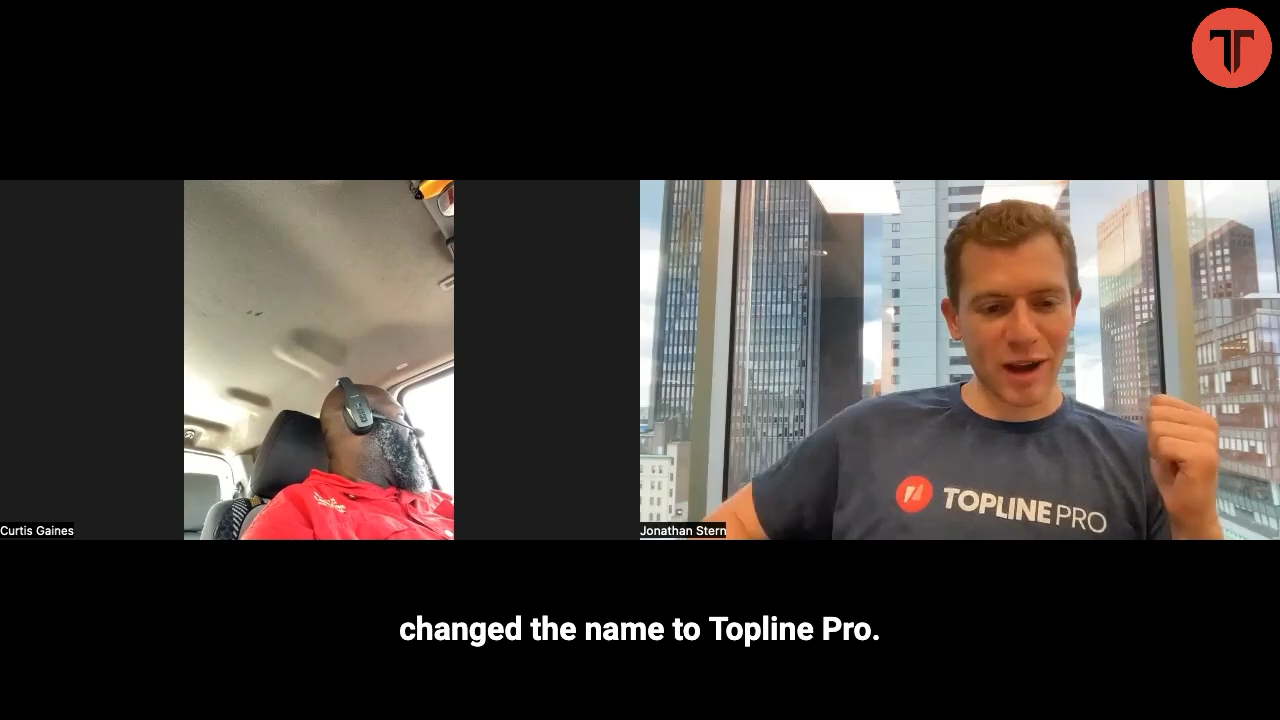 Curtis Gaines
TOPLINE PRO
Jonathan Stern
changed the name to Topline Pro.